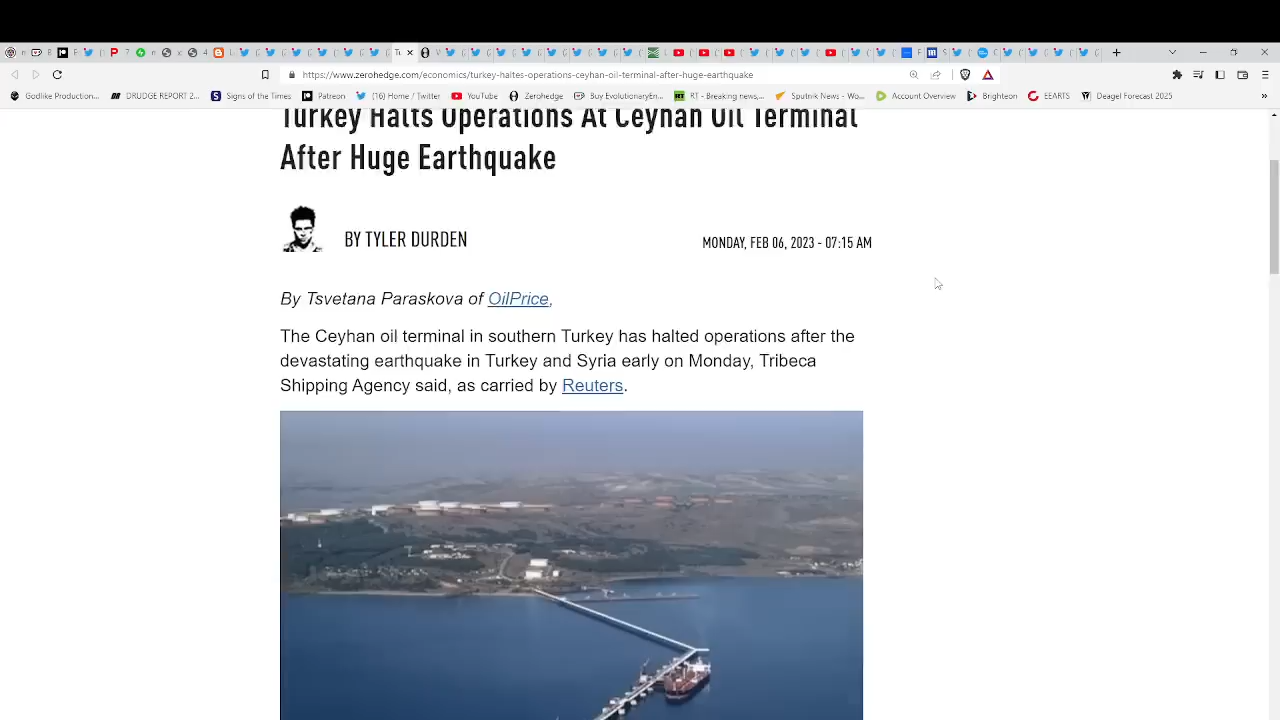 https://www.zerohedge.com/economics/turkey-haltes-operations-ceyhan-oil-terminal-after-huge-earthquake
Godlike Productions...
DRUDGE REPORT 2...
Signs of the Times
Patreon
(16) Home / Twitter
YouTube
Zerohedge
Buy EvolutionaryEn...
RT - Breaking news,...
Sputnik News - Wo...
Account Overview
Brighteon
EEARTS
Deagel Forecast 2025
Turkey Halts Operations At Ceyhan Oil Terminal
After Huge Earthquake
BY TYLER DURDEN
MONDAY, FEB 06, 2023 - 07:15 AM
By Tsvetana Paraskova of OilPrice,
The Ceyhan oil terminal in southern Turkey has halted operations after the
devastating earthquake in Turkey and Syria early on Monday, Tribeca
Shipping Agency said, as carried by Reuters.